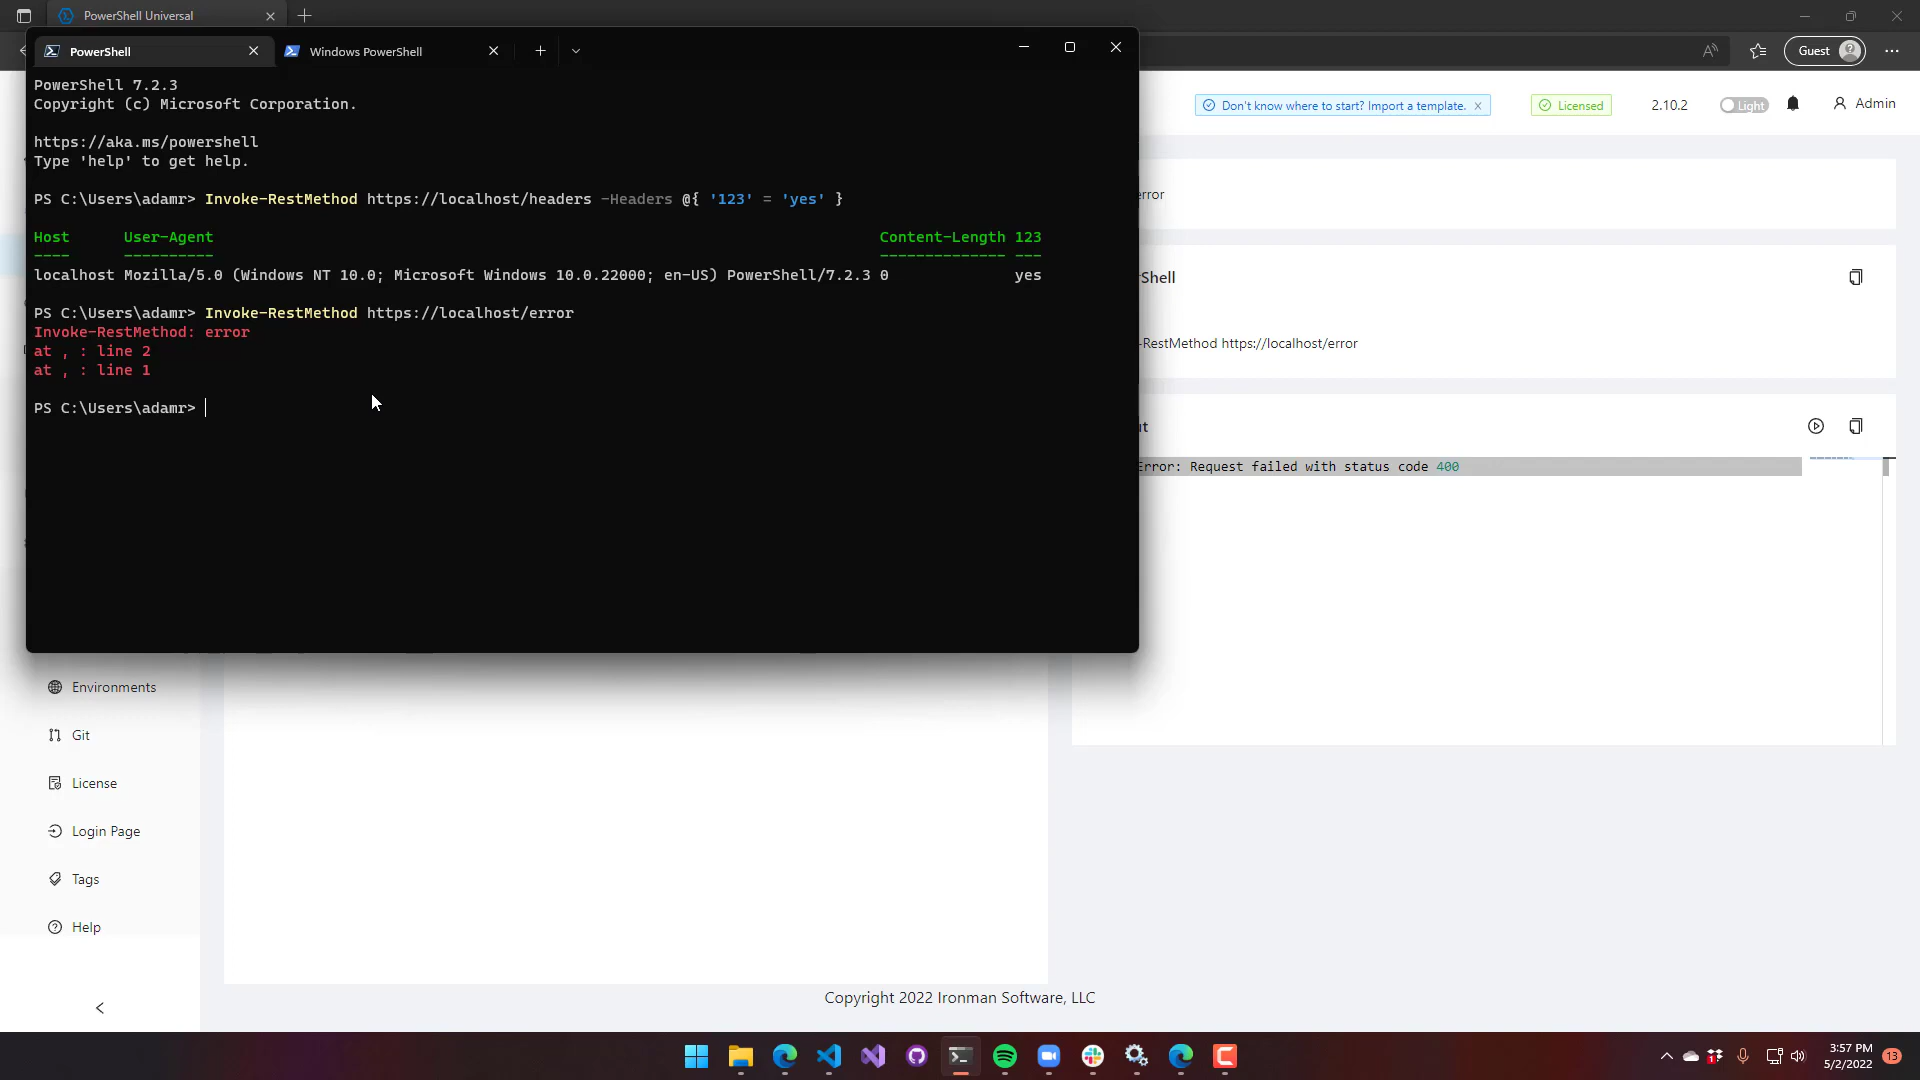 PowerShell Universal
Guest
PowerShell
Windows PowerShell
PowerShell 7.2.3
Copyright (c) Microsoft Corporation.
https://aka.ms/powershell
Type 'help' to get help.
PS C:\Users\adamr> Invoke-RestMethod https://localhost/headers -Headers @{ '123' = 'yes' }
Host User-Agent Content-Length 123
---- ---------- -------------- ---
localhost Mozilla/5.0 (Windows NT 10.0; Microsoft Windows 10.0.22000; en-US) PowerShell/7.2.3 0 yes
PS C:\Users\adamr> Invoke-RestMethod https://localhost/error
Invoke-RestMethod: error
at , : line 2
at , : line 1
PS C:\Users\adamr>
Don't know where to start? Import a template.
Licensed
2.10.2
Light
Admin
error
Shell
-RestMethod https://localhost/error
ut
Error: Request failed with status code 400
Environments
Git
License
Login Page
Tags
Help
Copyright 2022 Ironman Software, LLC
3:57 PM
5/2/2022
13